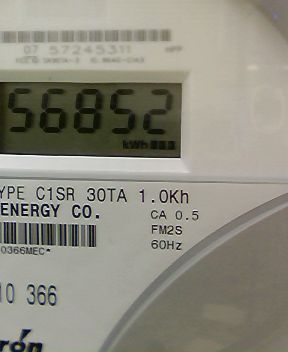 07 57245311
56852
kWh
YPE C1SR 30TA 1.0Kh
ENERGY CO.
CA 0.5
FM2S
60Hz
0366MEC*
10 366
rón